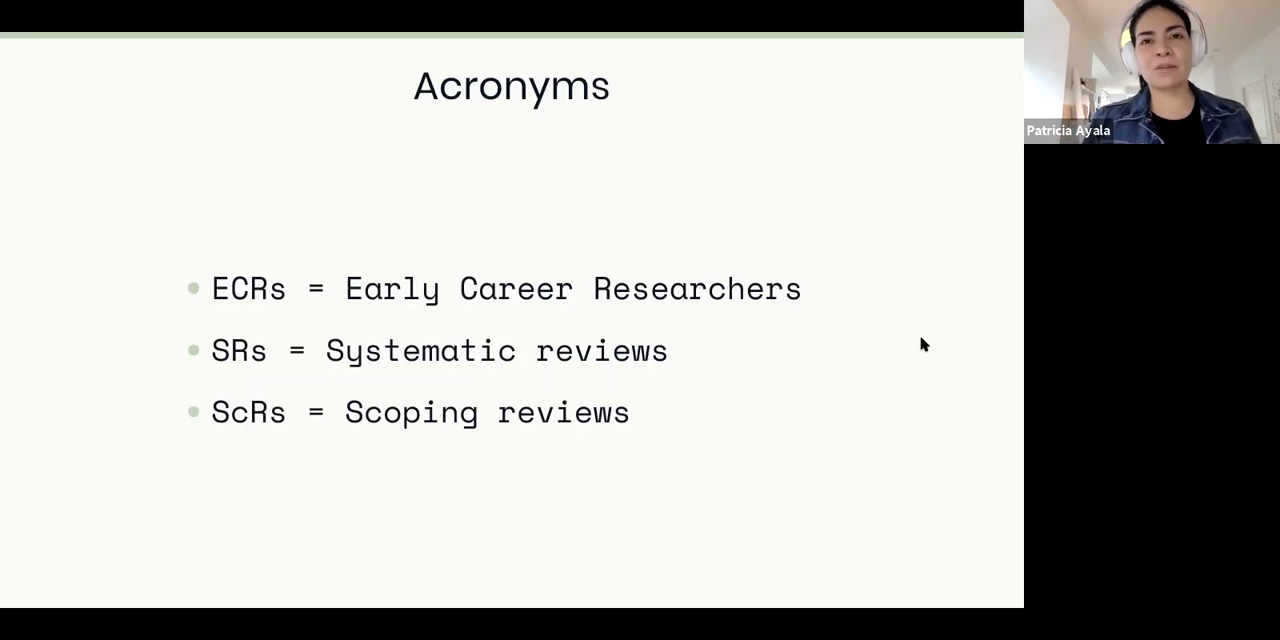 Acronyms
ECRs = Early Career Researchers
SRs = Systematic reviews
ScRs = Scoping reviews
Patricia Ayala